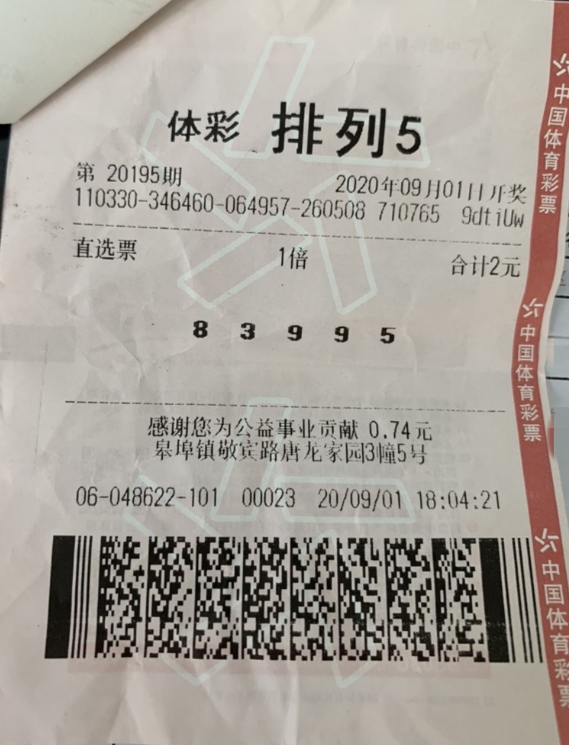 体彩 排列5
第 20195期
2020年09月01日开奖
110330-346460-064957-260508 710765 9dtiUw
直选票 1倍 合计2元
8 3 9 9 5
感谢您为公益事业贡献 0.74元
皋埠镇敬宾路唐龙家园3幢5号
06-048622-101 00023 20/09/01 18:04:21
中国体育彩票
中国体育彩票
中国体育彩票